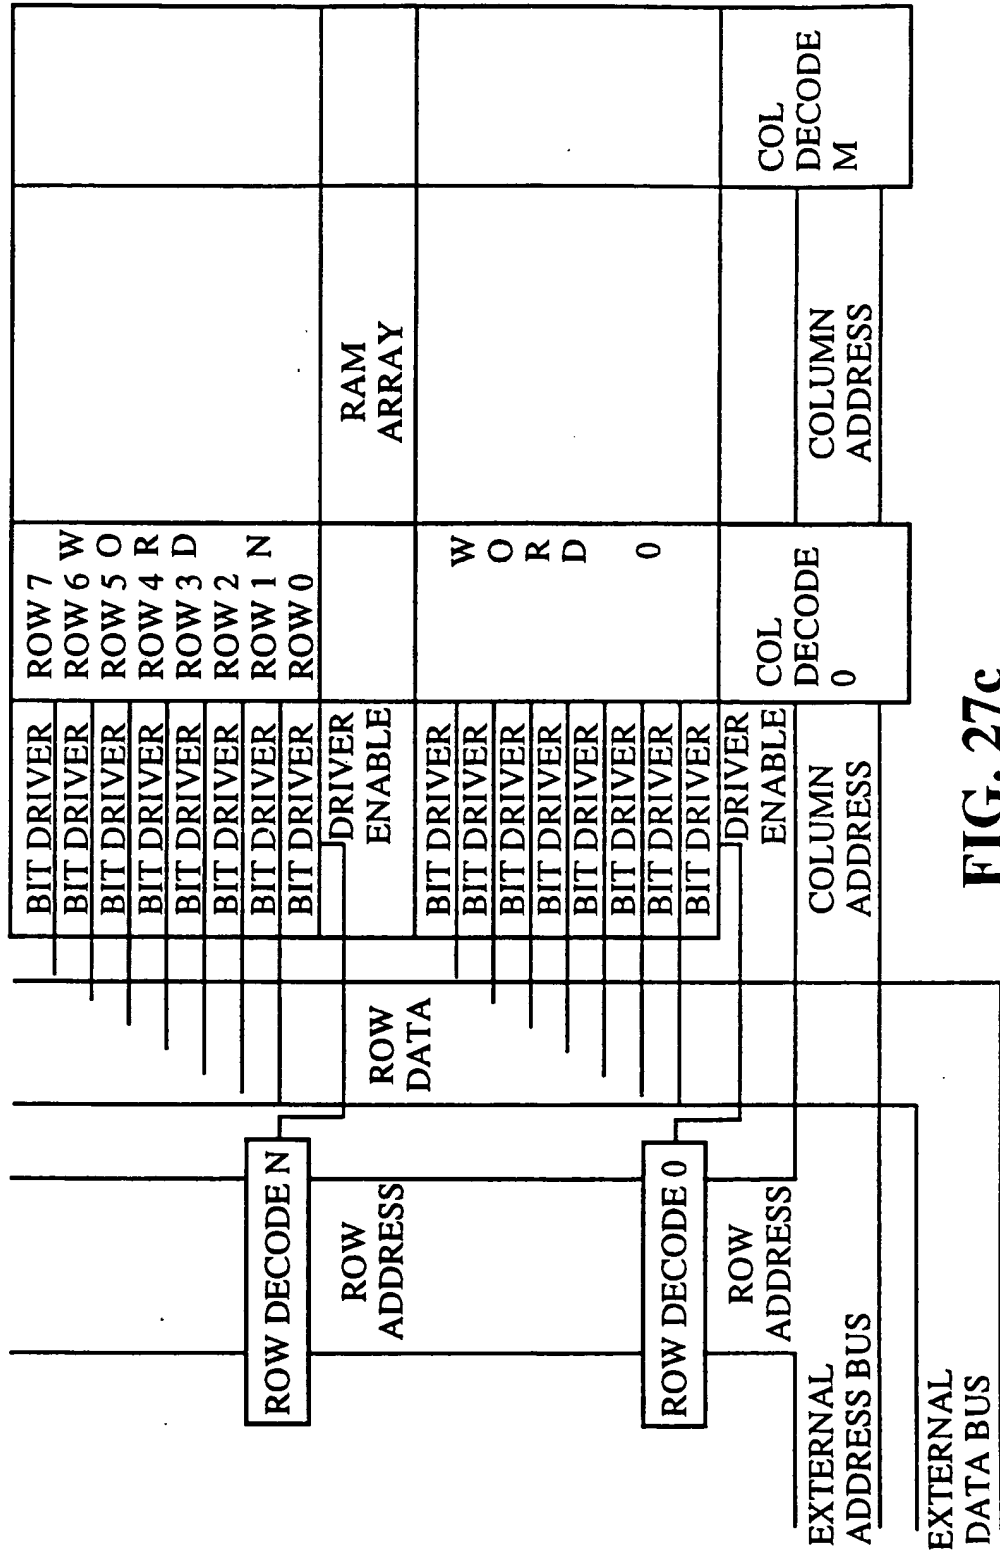 BIT DRIVER
BIT DRIVER
BIT DRIVER
BIT DRIVER
BIT DRIVER
BIT DRIVER
BIT DRIVER
BIT DRIVER
ROW 7
ROW 6
ROW 5
ROW 4
ROW 3
ROW 2
ROW 1
ROW 0
WORD N
ROW DECODE N
DRIVER
ENABLE
ROW
DATA
ROW
ADDRESS
RAM
ARRAY
BIT DRIVER
BIT DRIVER
BIT DRIVER
BIT DRIVER
BIT DRIVER
BIT DRIVER
BIT DRIVER
BIT DRIVER
WORD 0
ROW DECODE 0
DRIVER
ENABLE
ROW
ADDRESS
COL
DECODE
0
COL
DECODE
M
EXTERNAL
ADDRESS BUS
COLUMN
ADDRESS
COLUMN
ADDRESS
EXTERNAL
DATA BUS
FIG. 27c